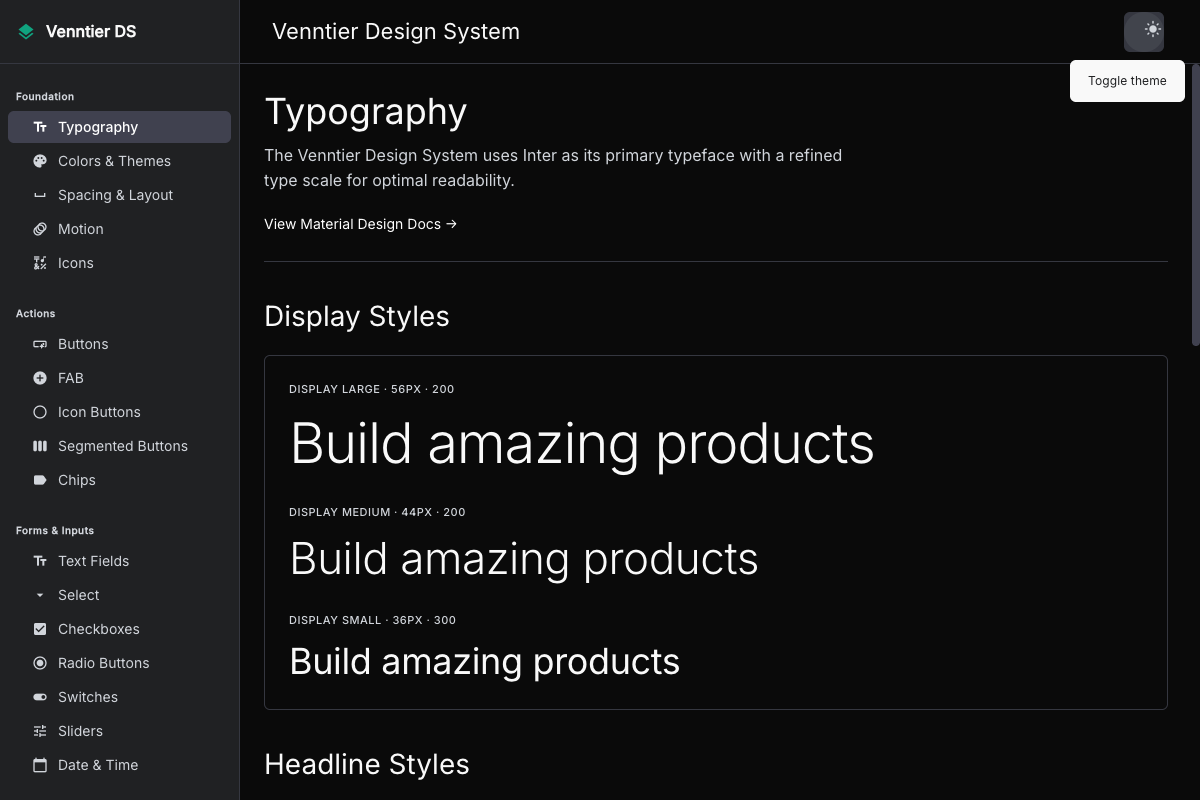 Venntier DS
Venntier Design System
Toggle theme
Foundation
Typography
Colors & Themes
Spacing & Layout
Motion
Icons
Actions
Buttons
FAB
Icon Buttons
Segmented Buttons
Chips
Forms & Inputs
Text Fields
Select
Checkboxes
Radio Buttons
Switches
Sliders
Date & Time
Typography
The Venntier Design System uses Inter as its primary typeface with a refined
type scale for optimal readability.
View Material Design Docs →
Display Styles
DISPLAY LARGE · 56PX · 200
Build amazing products
DISPLAY MEDIUM · 44PX · 200
Build amazing products
DISPLAY SMALL · 36PX · 300
Build amazing products
Headline Styles